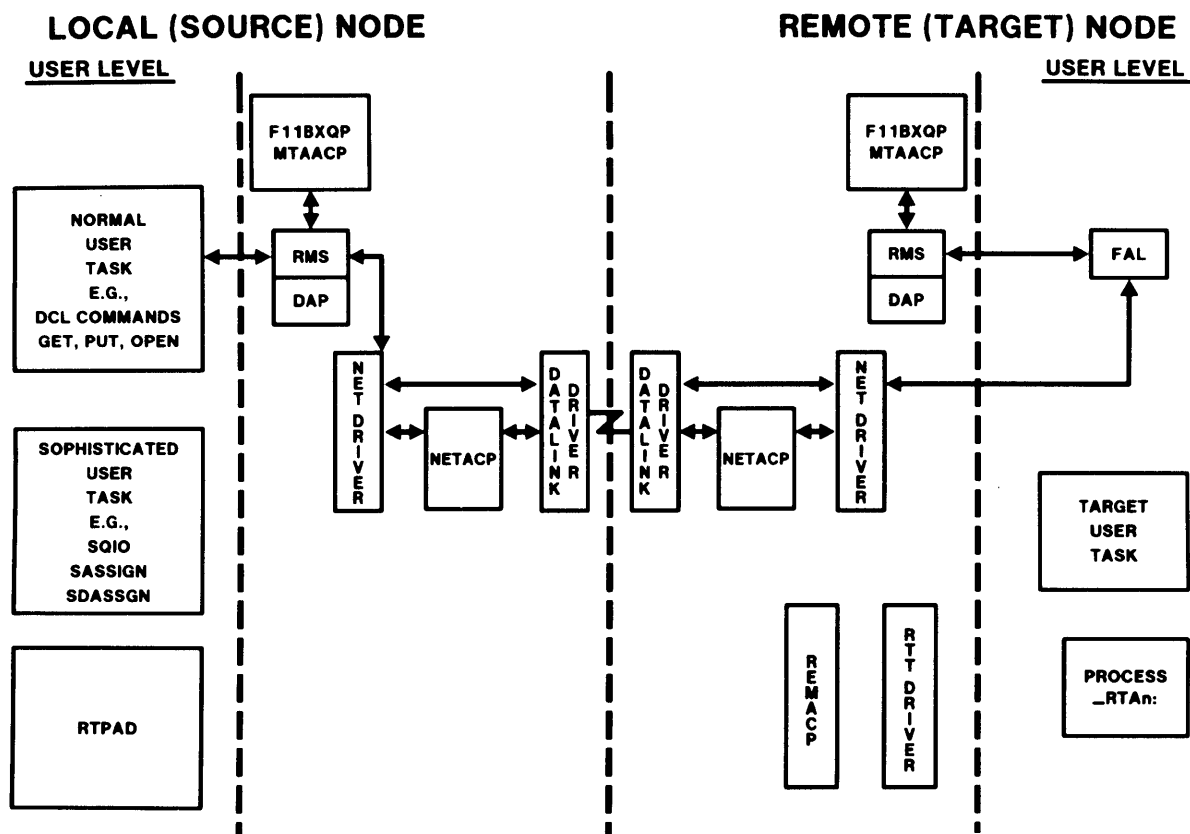 LOCAL (SOURCE) NODE
REMOTE (TARGET) NODE
USER LEVEL
USER LEVEL
F11BXQP
MTAACP
F11BXQP
MTAACP
NORMAL
USER
TASK
E.G.,
DCL COMMANDS
GET, PUT, OPEN
RMS
DAP
RMS
DAP
FAL
NET DRIVER
NETACP
DATALINK
DRIVER
DATALINK
DRIVER
NETACP
NET DRIVER
SOPHISTICATED
USER
TASK
E.G.,
SQIO
SASSIGN
SDASSGN
TARGET
USER
TASK
RTPAD
REMACP
RTT DRIVER
PROCESS
_RTAn: